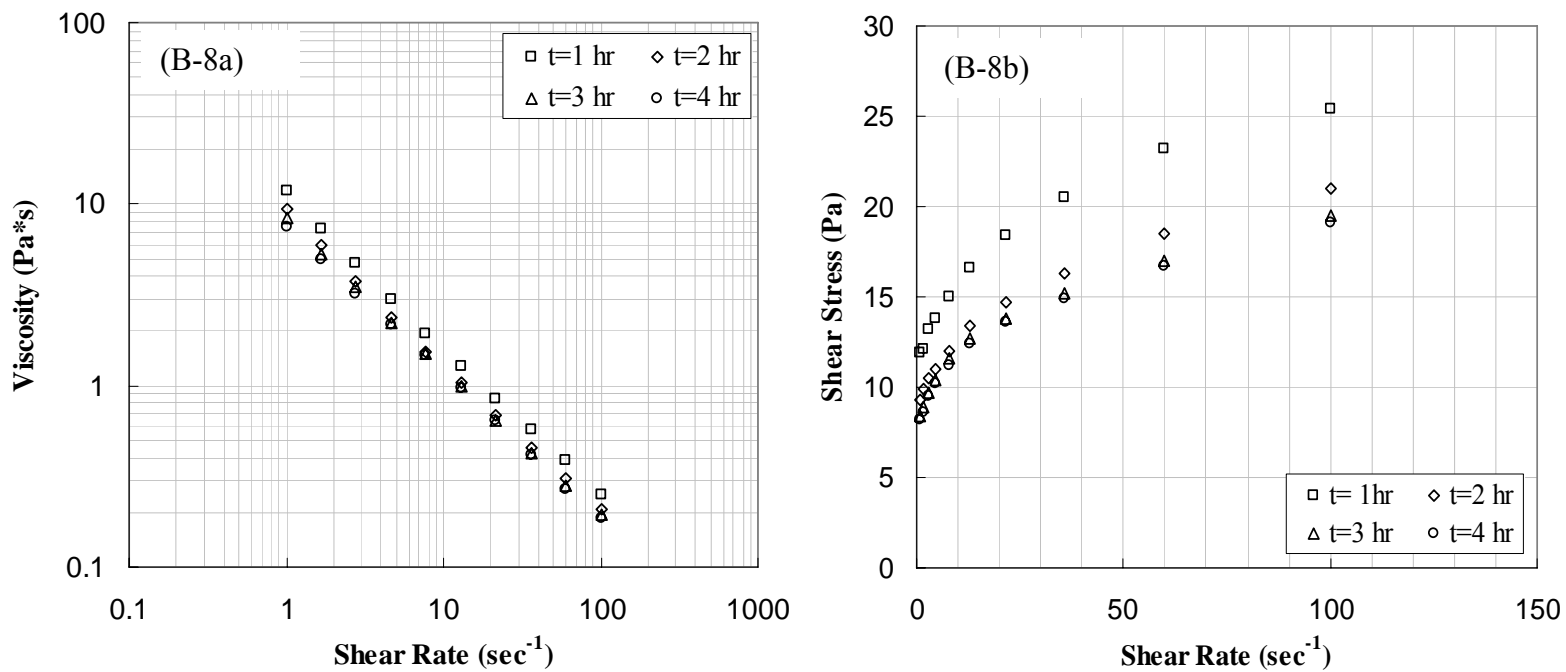 (B-8a)
t=1 hr t=2 hr
t=3 hr t=4 hr
100
10
1
0.1
Viscosity (Pa*s)
0.1 1 10 100 1000
Shear Rate (sec⁻¹)
(B-8b)
30
25
20
15
10
5
0
Shear Stress (Pa)
t= 1hr t=2 hr
t=3 hr t=4 hr
0 50 100 150
Shear Rate (sec⁻¹)